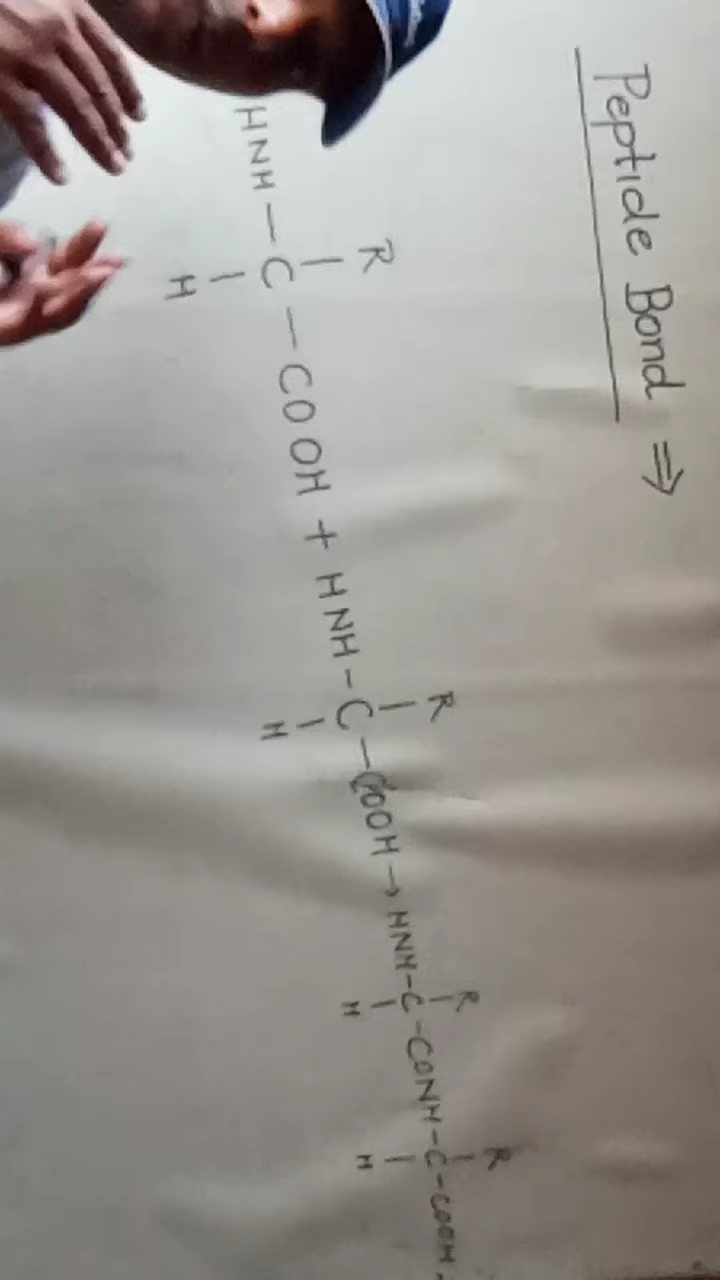 Peptide Bond ⇒
R R R R
HNH — C — COOH + HNH - C - COOH → HNH - C - CONH - C - COOH
H H H H